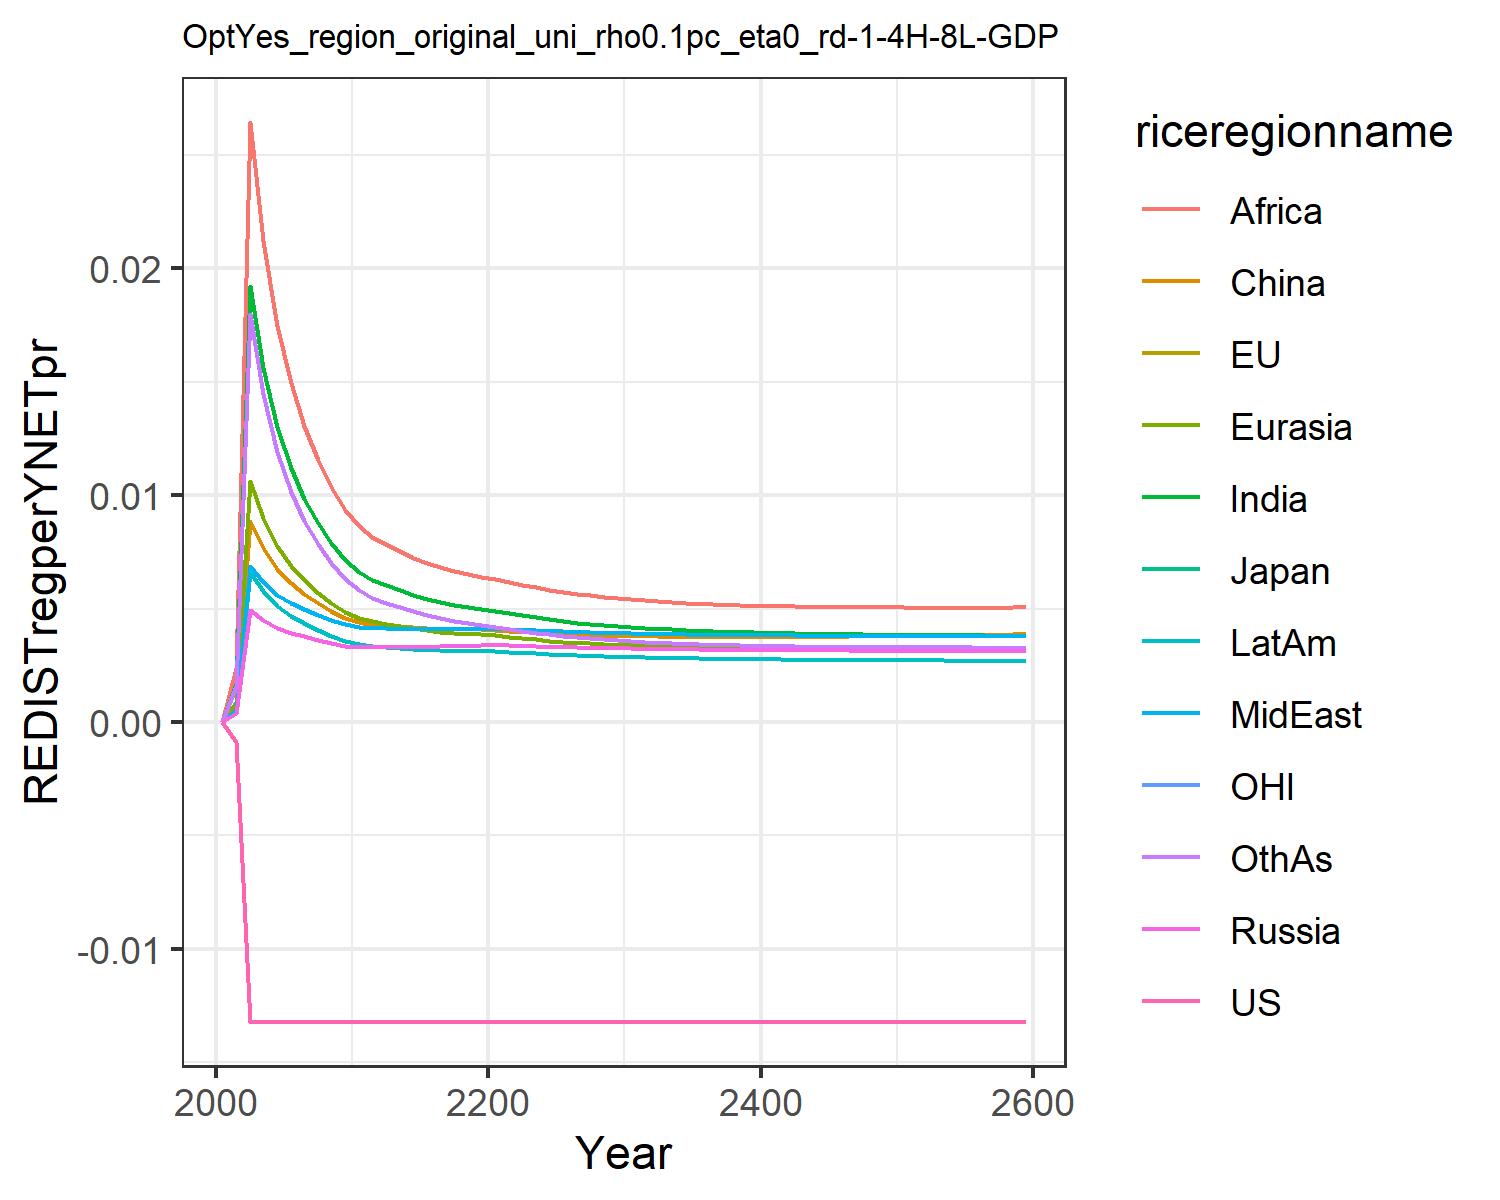 OptYes_region_original_uni_rho0.1pc_eta0_rd-1-4H-8L-GDP
REDISTregperYNETpr
0.02
0.01
0.00
-0.01
2000 2200 2400 2600
Year
riceregionname
Africa
China
EU
Eurasia
India
Japan
LatAm
MidEast
OHI
OthAs
Russia
US